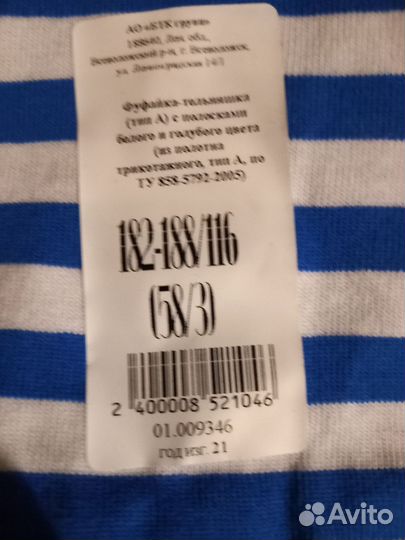 АО «БТК групп»
188640, Лен. обл.,
Всеволожский р-н, г. Всеволожск,
ул. Ленинградская 14/1
Фуфайка-тельняшка
(тип А) с полосками
белого и голубого цвета
(из полотна
трикотажного, тип А, по
ТУ 858-5792-2005)
182-188/116
(58/3)
2 400008 521046
01.009346
год изг. 21
Avito